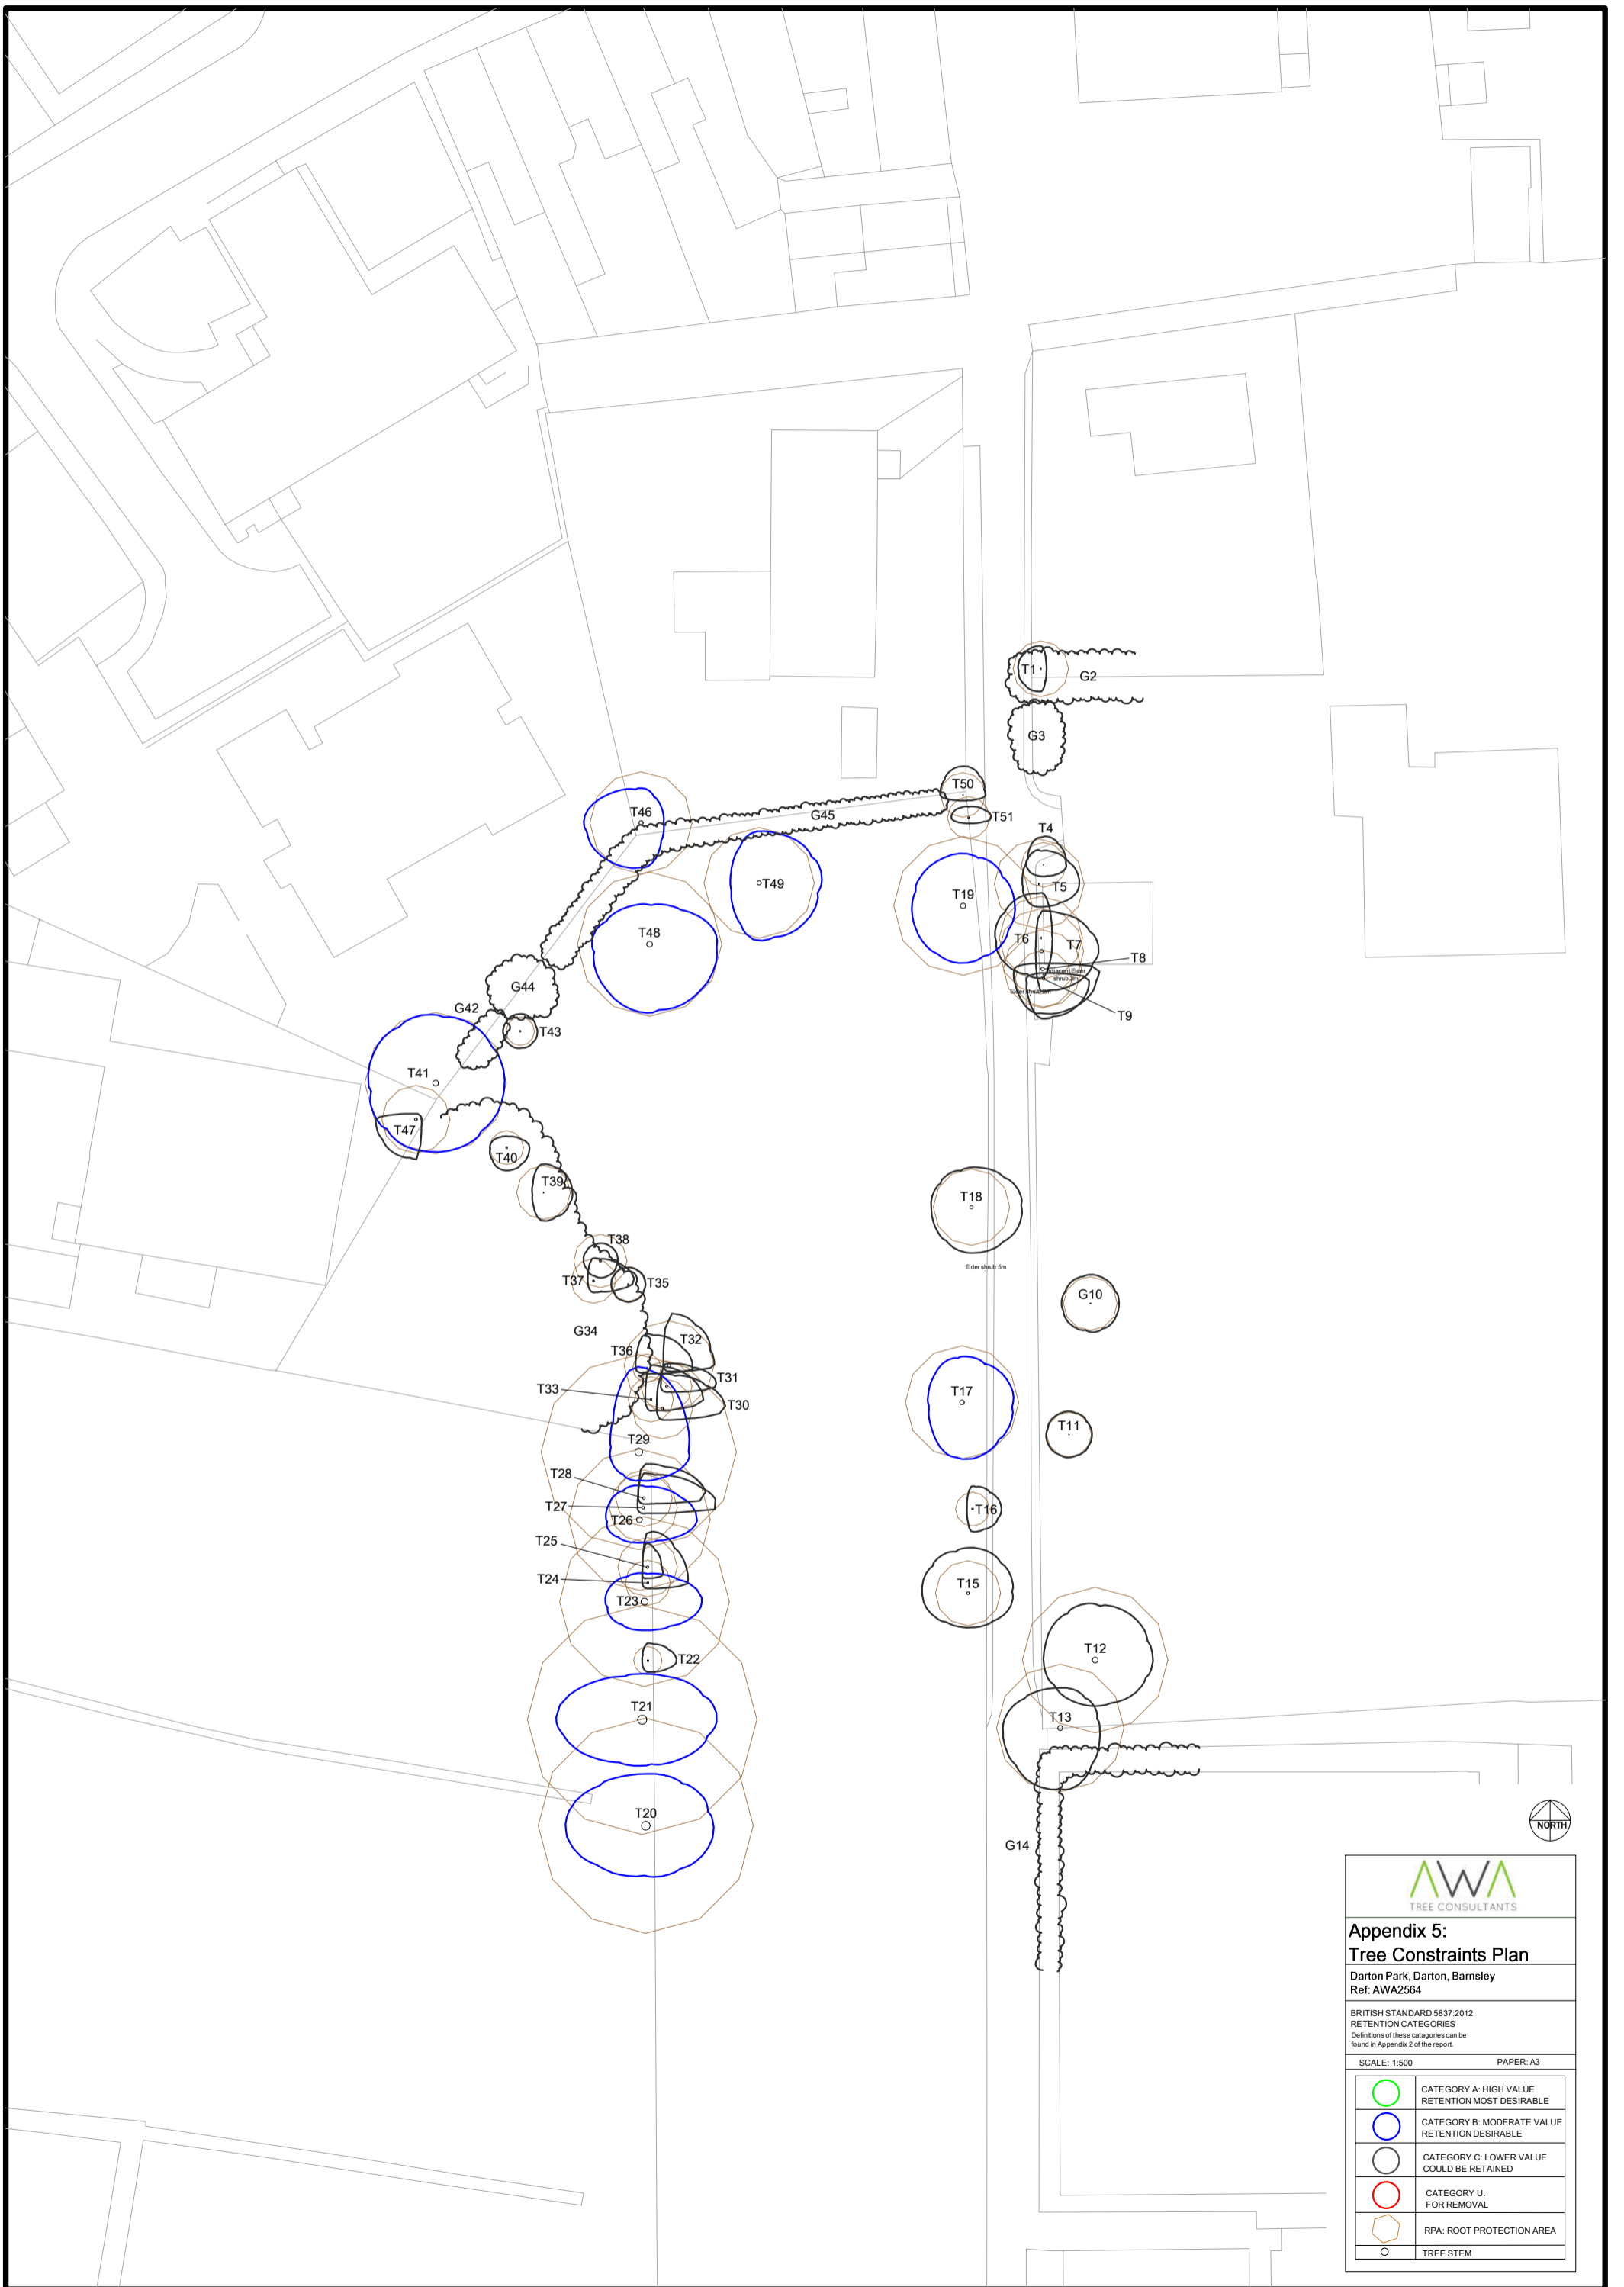 T1
G2
G3
T50
T46
G45
T51
T4
T49
T5
T19
T48
T6
T7
T8
G44
G42
T9
T43
T41
T47
T40
T39
T18
T38
Elder shrub 5m
T37
T35
G10
G34
T32
T36
T31
T33
T17
T30
T11
T29
T28
T27
T16
T26
T25
T24
T15
T23
T12
T22
T21
T13
T20
G14
NORTH
AWA
TREE CONSULTANTS
Appendix 5:
Tree Constraints Plan
Darton Park, Darton, Barnsley
Ref: AWA2564
BRITISH STANDARD 5837:2012
RETENTION CATEGORIES
Definitions of these catagories can be
found in Appendix 2 of the report.
SCALE: 1:500 PAPER: A3
CATEGORY A: HIGH VALUE
RETENTION MOST DESIRABLE
CATEGORY B: MODERATE VALUE
RETENTION DESIRABLE
CATEGORY C: LOWER VALUE
COULD BE RETAINED
CATEGORY U:
FOR REMOVAL
RPA: ROOT PROTECTION AREA
TREE STEM